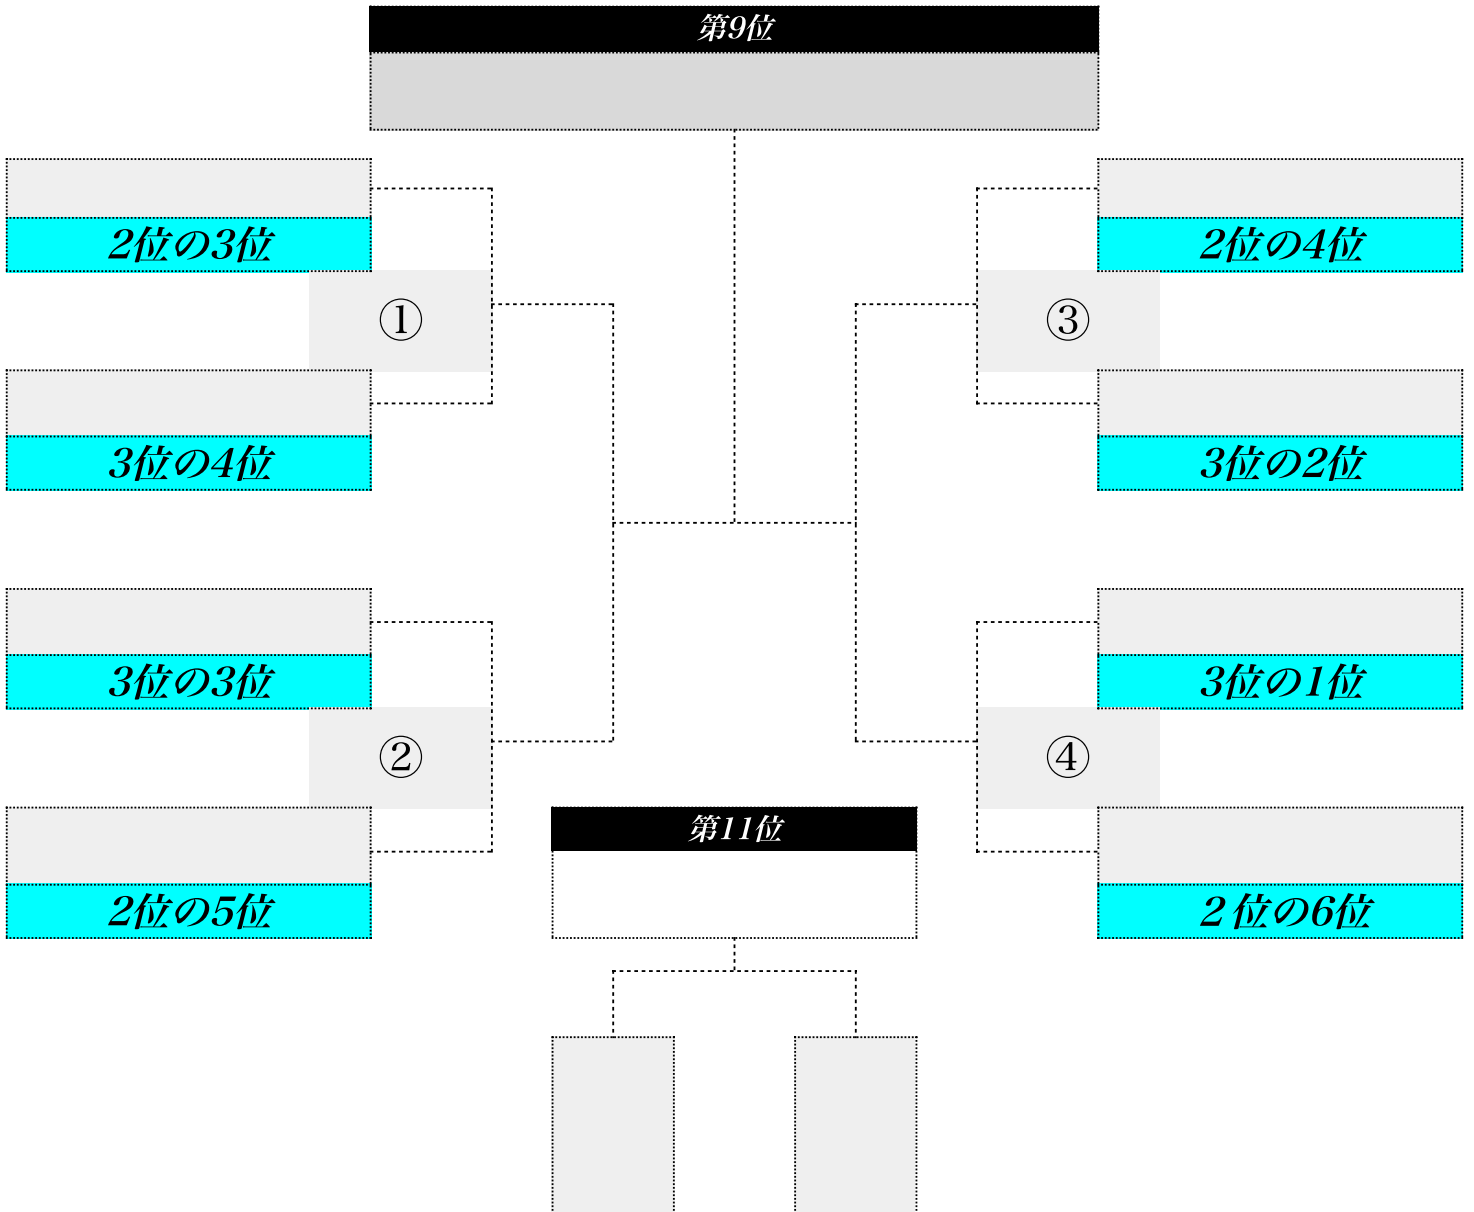 第9位
2位の3位
2位の4位
①
③
3位の4位
3位の2位
3位の3位
3位の1位
②
④
第11位
2位の5位
2 位の6位